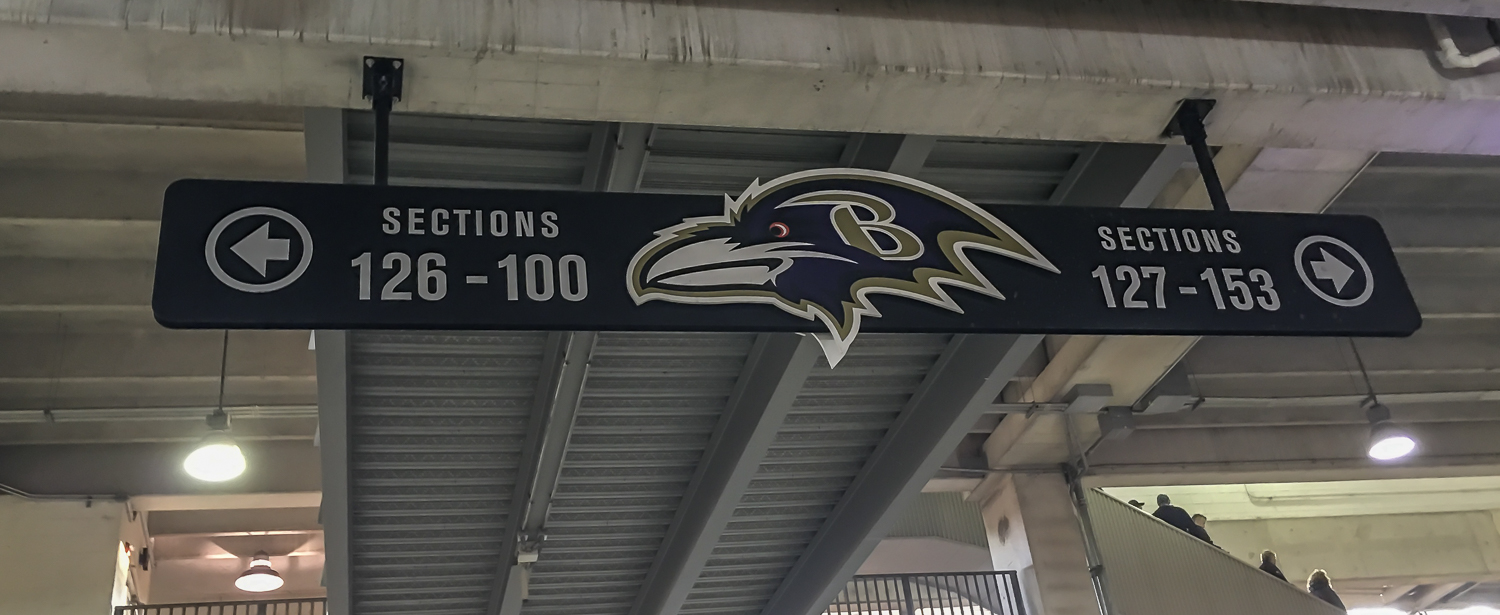 SECTIONS
126 - 100
B
SECTIONS
127 - 153